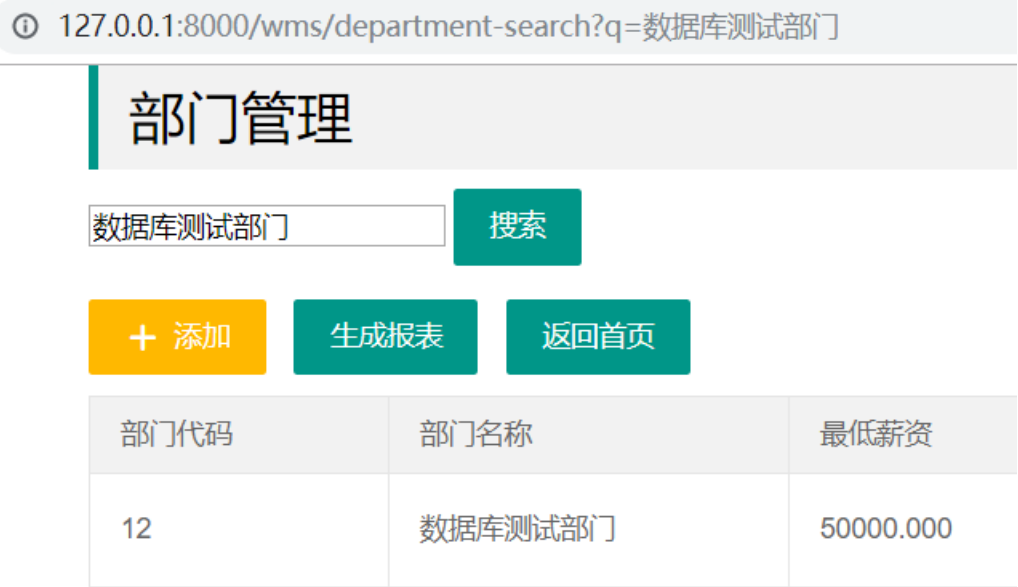 127.0.0.1:8000/wms/department-search?q=数据库测试部门
部门管理
数据库测试部门 搜索
添加 生成报表 返回首页
部门代码 部门名称 最低薪资
12 数据库测试部门 50000.000